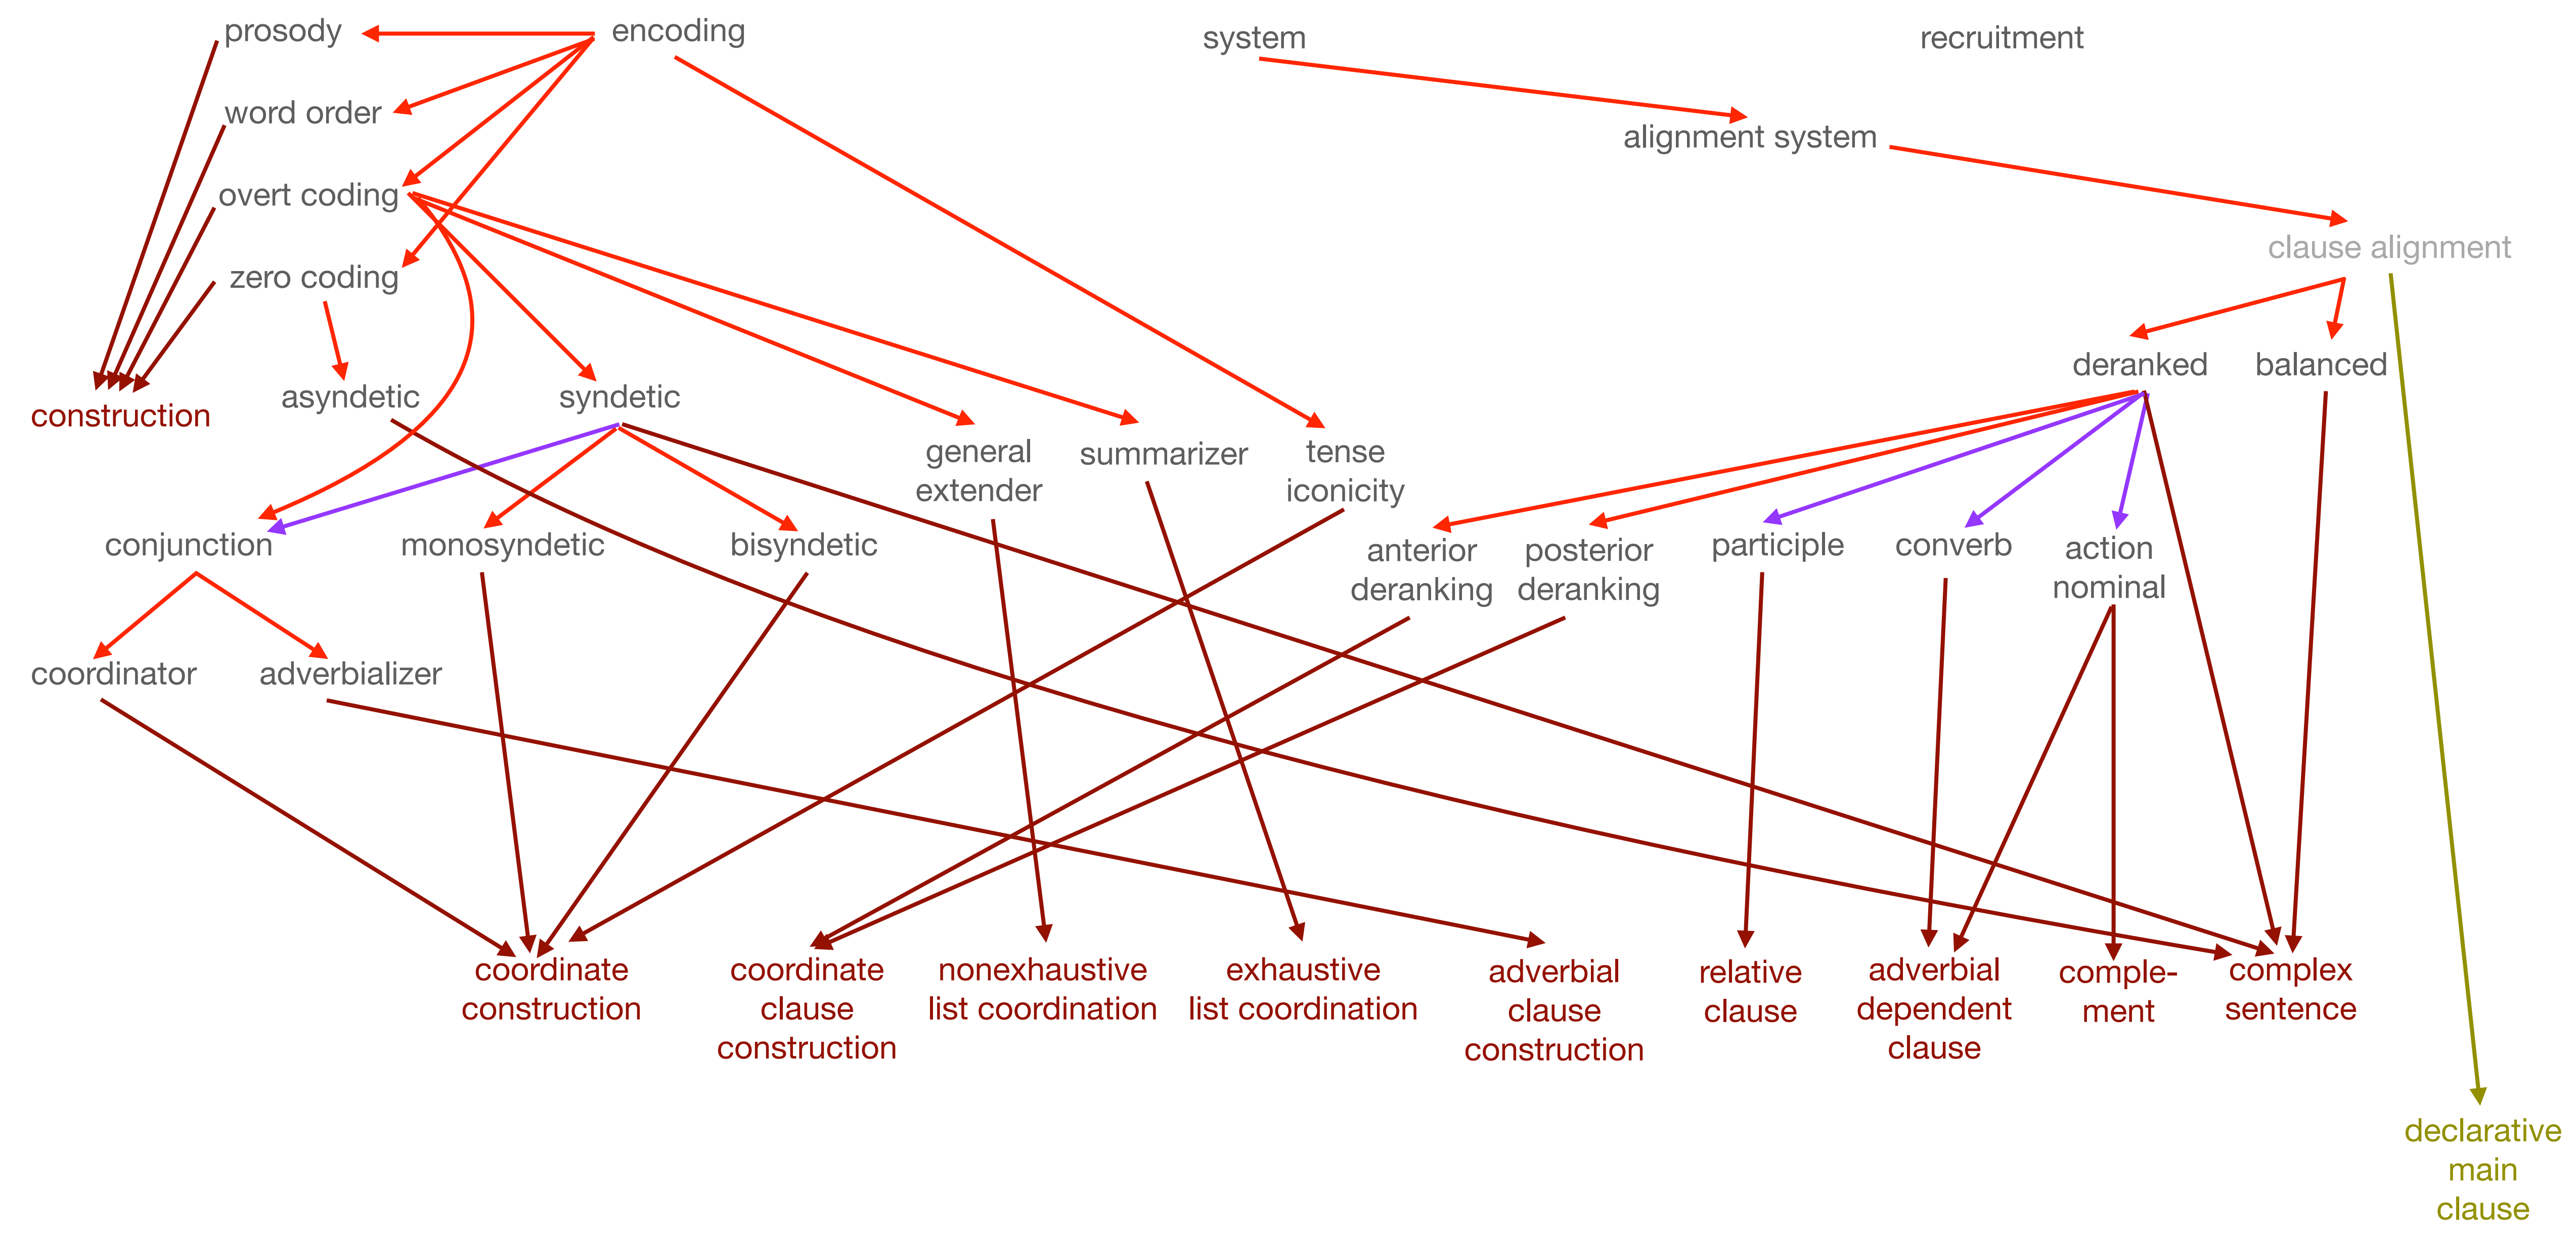 prosody
encoding
system
recruitment
word order
alignment system
overt coding
clause alignment
zero coding
deranked
balanced
asyndetic
syndetic
construction
general
extender
summarizer
tense
iconicity
conjunction
monosyndetic
bisyndetic
anterior
deranking
posterior
deranking
participle
converb
action
nominal
coordinator
adverbializer
coordinate
construction
coordinate
clause
construction
nonexhaustive
list coordination
exhaustive
list coordination
adverbial
clause
construction
relative
clause
adverbial
dependent
clause
comple-
ment
complex
sentence
declarative
main
clause